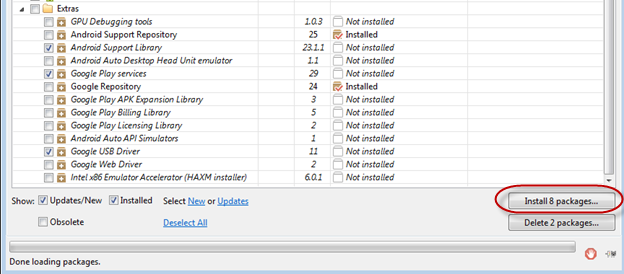 Extras
GPU Debugging tools 1.0.3 Not installed
Android Support Repository 25 Installed
Android Support Library 23.1.1 Not installed
Android Auto Desktop Head Unit emulator 1.1 Not installed
Google Play services 29 Not installed
Google Repository 24 Installed
Google Play APK Expansion Library 3 Not installed
Google Play Billing Library 5 Not installed
Google Play Licensing Library 2 Not installed
Android Auto API Simulators 1 Not installed
Google USB Driver 11 Not installed
Google Web Driver 2 Not installed
Intel x86 Emulator Accelerator (HAXM installer) 6.0.1 Not installed
Show: Updates/New Installed Select New or Updates Install 8 packages...
Obsolete Deselect All Delete 2 packages...
Done loading packages.